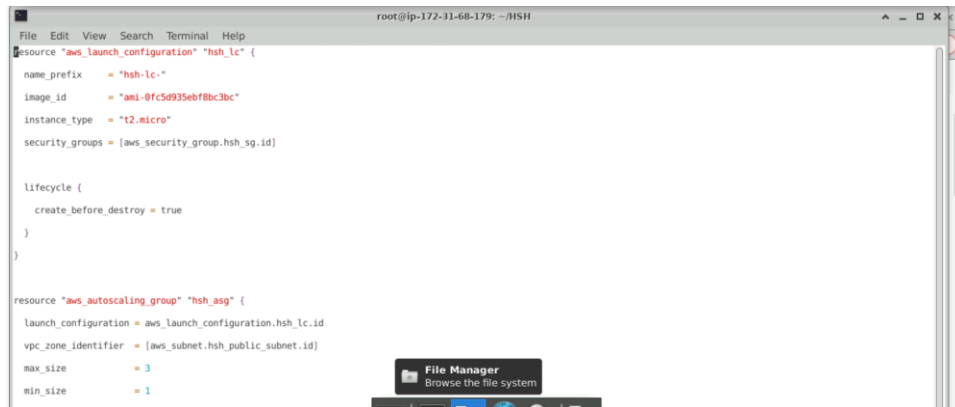 root@ip-172-31-68-179: ~/HSH
File Edit View Search Terminal Help
resource "aws_launch_configuration" "hsh_lc" {
name_prefix = "hsh-lc-"
image_id = "ami-0fc5d935ebf8bc3bc"
instance_type = "t2.micro"
security_groups = [aws_security_group.hsh_sg.id]
lifecycle {
create_before_destroy = true
}
}
resource "aws_autoscaling_group" "hsh_asg" {
launch_configuration = aws_launch_configuration.hsh_lc.id
vpc_zone_identifier = [aws_subnet.hsh_public_subnet.id]
max_size = 3
min_size = 1
File Manager
Browse the file system